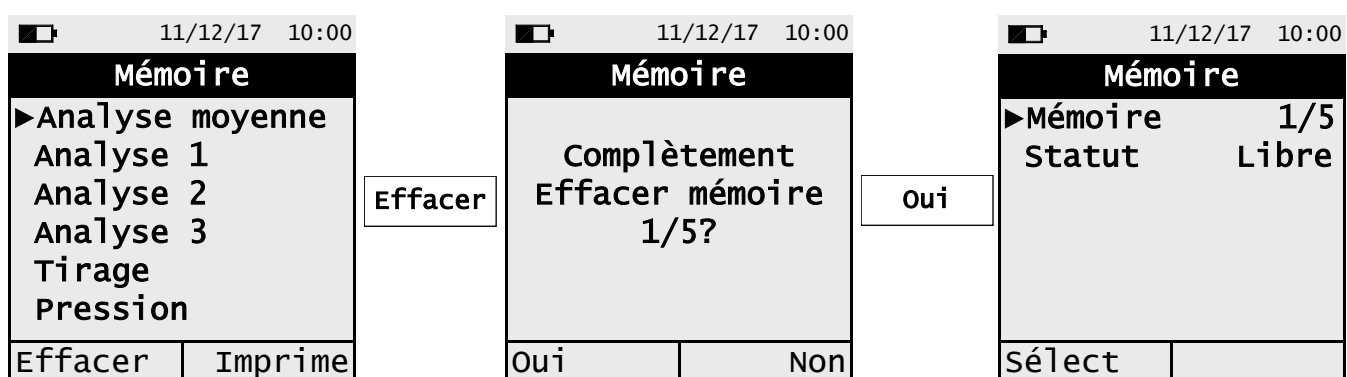 11/12/17 10:00
Mémoire
▶Analyse moyenne
Analyse 1
Analyse 2
Analyse 3
Tirage
Pression
Effacer Imprime
Effacer
11/12/17 10:00
Mémoire
Complètement
Effacer mémoire
1/5?
Oui Non
Oui
11/12/17 10:00
Mémoire
▶Mémoire 1/5
Statut Libre
Sélect